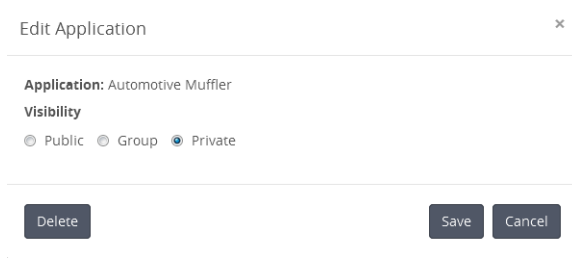 Edit Application ×
Application: Automotive Muffler
Visibility
Public Group Private
Delete Save Cancel